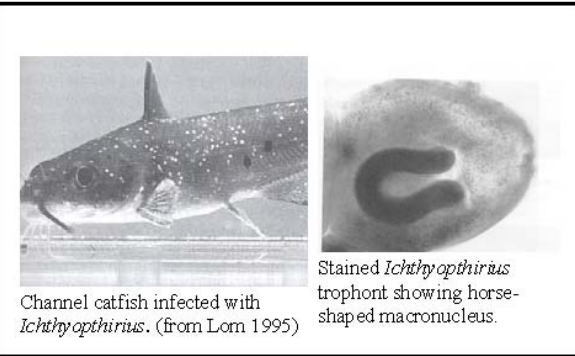 Channel catfish infected with
Ichthyopthirius. (from Lom 1995)
Stained Ichthyopthirius
trophont showing horse-
shaped macronucleus.